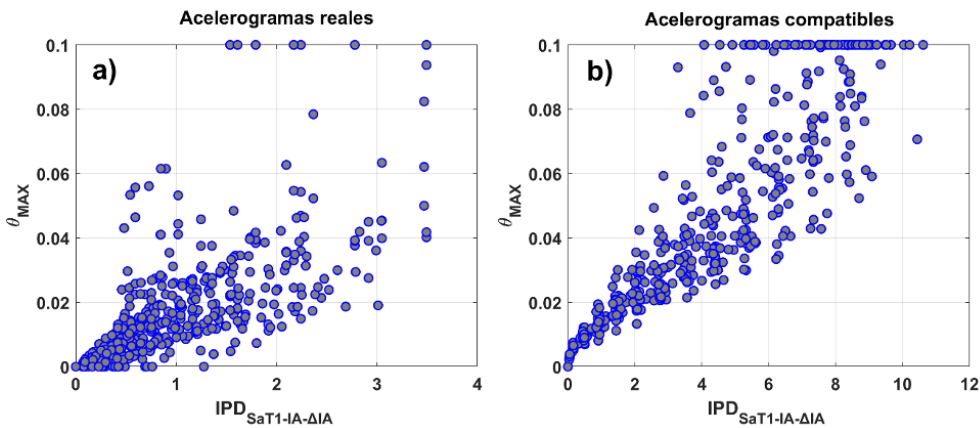 Acelerogramas reales
a)
0.1
0.08
0.06
0.04
0.02
0
θMAX
0 1 2 3 4
IPDSaT1-IA-ΔIA
Acelerogramas compatibles
b)
0.1
0.08
0.06
0.04
0.02
0
θMAX
0 2 4 6 8 10 12
IPDSaT1-IA-ΔIA